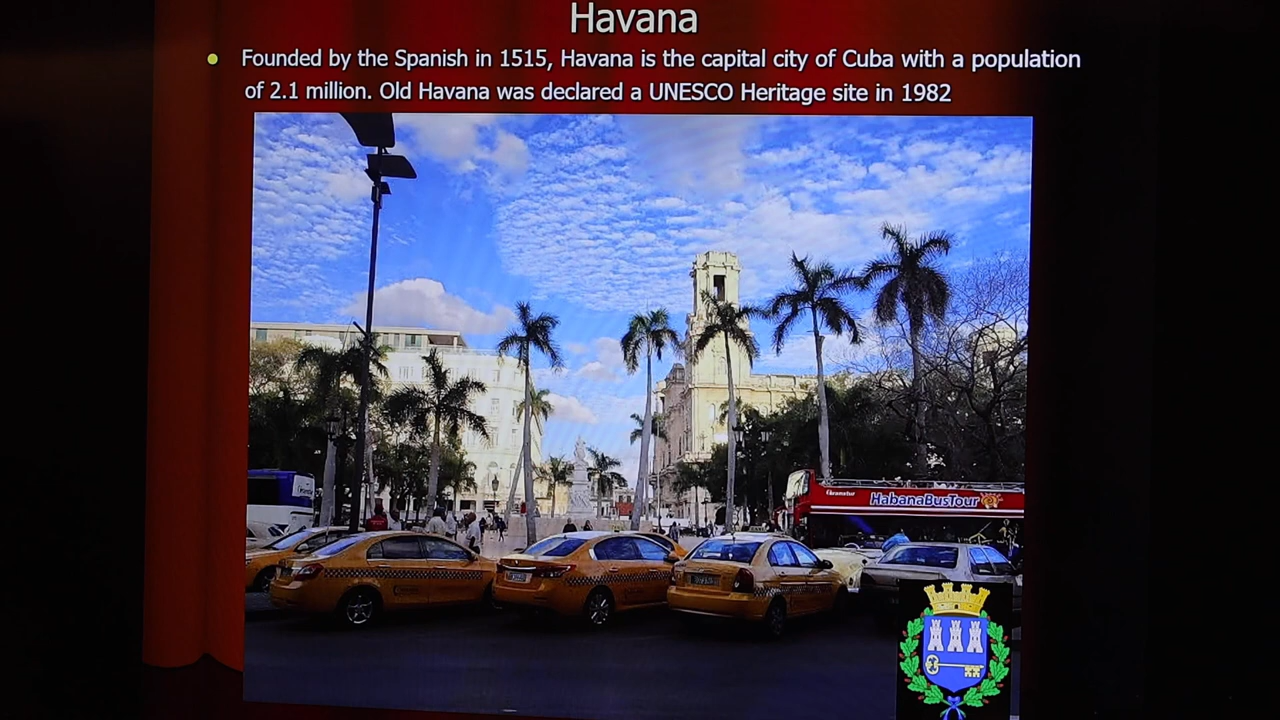 Havana
Founded by the Spanish in 1515, Havana is the capital city of Cuba with a population
of 2.1 million. Old Havana was declared a UNESCO Heritage site in 1982
HabanaBusTour